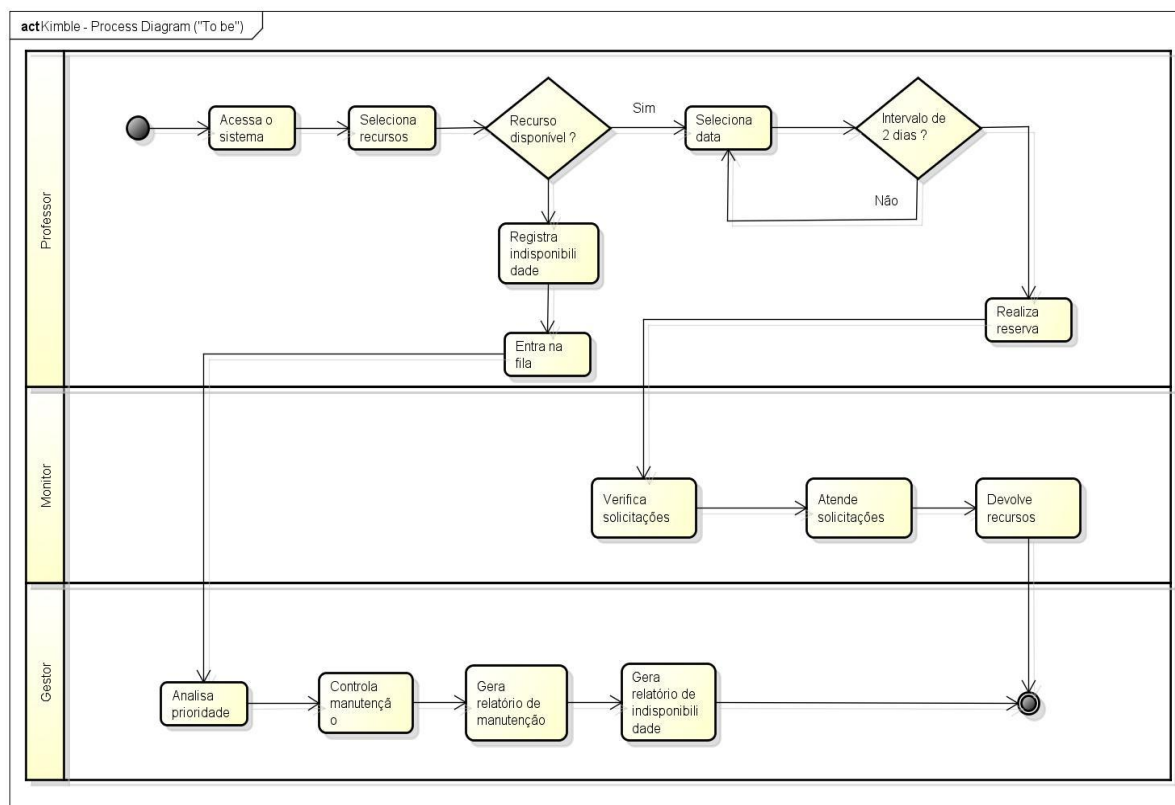 act Kimble - Process Diagram ("To be")
Professor
Acessa o
sistema
Seleciona
recursos
Recurso
disponível ?
Sim
Seleciona
data
Intervalo de
2 dias ?
Não
Registra
indisponibili
dade
Realiza
reserva
Entra na
fila
Monitor
Verifica
solicitações
Atende
solicitações
Devolve
recursos
Gestor
Analisa
prioridade
Controla
manutençã
o
Gera
relatório de
manutenção
Gera
relatório de
indisponibili
dade